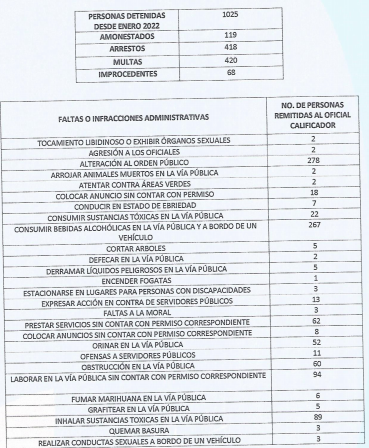 PERSONAS DETENIDAS 1025
DESDE ENERO 2022
AMONESTADOS 119
ARRESTOS 418
MULTAS 420
IMPROCEDENTES 68
FALTAS O INFRACCIONES ADMINISTRATIVAS NO. DE PERSONAS
REMITIDAS AL OFICIAL
CALIFICADOR
TOCAMIENTO LIBIDINOSO O EXHIBIR ÓRGANOS SEXUALES 2
AGRESIÓN A LOS OFICIALES 2
ALTERACIÓN AL ORDEN PÚBLICO 278
ARROJAR ANIMALES MUERTOS EN LA VÍA PÚBLICA 2
ATENTAR CONTRA ÁREAS VERDES 2
COLOCAR ANUNCIO SIN CONTAR CON PERMISO 18
CONDUCIR EN ESTADO DE EBRIEDAD 7
CONSUMIR SUSTANCIAS TÓXICAS EN LA VÍA PÚBLICA 22
CONSUMIR BEBIDAS ALCOHÓLICAS EN LA VÍA PÚBLICA Y A BORDO DE UN 267
VEHÍCULO
CORTAR ARBOLES 5
DEFECAR EN LA VÍA PÚBLICA 2
DERRAMAR LÍQUIDOS PELIGROSOS EN LA VÍA PÚBLICA 5
ENCENDER FOGATAS 1
ESTACIONARSE EN LUGARES PARA PERSONAS CON DISCAPACIDADES 3
EXPRESAR ACCIÓN EN CONTRA DE SERVIDORES PÚBLICOS 13
FALTAS A LA MORAL 3
PRESTAR SERVICIOS SIN CONTAR CON PERMISO CORRESPONDIENTE 62
COLOCAR ANUNCIOS SIN CONTAR CON PERMISO CORRESPONDIENTE 8
ORINAR EN LA VÍA PÚBLICA 52
OFENSAS A SERVIDORES PÚBLICOS 11
OBSTRUCCIÓN EN LA VÍA PÚBLICA 60
LABORAR EN LA VÍA PÚBLICA SIN CONTAR CON PERMISO CORRESPONDIENTE 94
FUMAR MARIHUANA EN LA VÍA PÚBLICA 6
GRAFITEAR EN LA VÍA PÚBLICA 5
INHALAR SUSTANCIAS TOXICAS EN LA VÍA PÚBLICA 89
QUEMAR BASURA 3
REALIZAR CONDUCTAS SEXUALES A BORDO DE UN VEHÍCULO 3